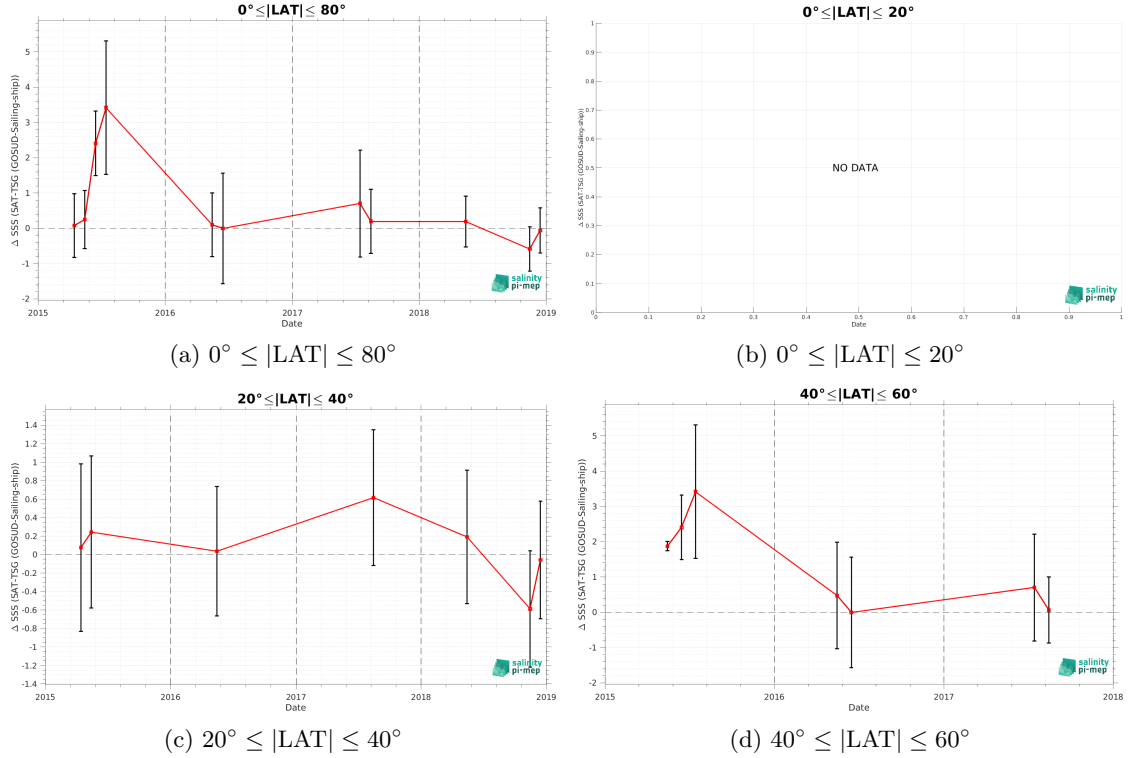 0°≤|LAT|≤ 80°
Δ SSS (SAT-TSG (GOSUD-Sailing-ship))
5
4
3
2
1
0
-1
-2
2015
2016
2017
2018
2019
Date
salinity
pi-mep
(a) 0° ≤ |LAT| ≤ 80°
0°≤|LAT|≤ 20°
Δ SSS (SAT-TSG (GOSUD-Sailing-ship))
1
0.9
0.8
0.7
0.6
0.5
0.4
0.3
0.2
0.1
0
NO DATA
0
0.1
0.2
0.3
0.4
0.5
0.6
0.7
0.8
0.9
1
Date
salinity
pi-mep
(b) 0° ≤ |LAT| ≤ 20°
20°≤|LAT|≤ 40°
Δ SSS (SAT-TSG (GOSUD-Sailing-ship))
1.4
1.2
1
0.8
0.6
0.4
0.2
0
-0.2
-0.4
-0.6
-0.8
-1
-1.2
-1.4
2015
2016
2017
2018
2019
Date
salinity
pi-mep
(c) 20° ≤ |LAT| ≤ 40°
40°≤|LAT|≤ 60°
Δ SSS (SAT-TSG (GOSUD-Sailing-ship))
5
4
3
2
1
0
-1
-2
2015
2016
2017
2018
Date
salinity
pi-mep
(d) 40° ≤ |LAT| ≤ 60°